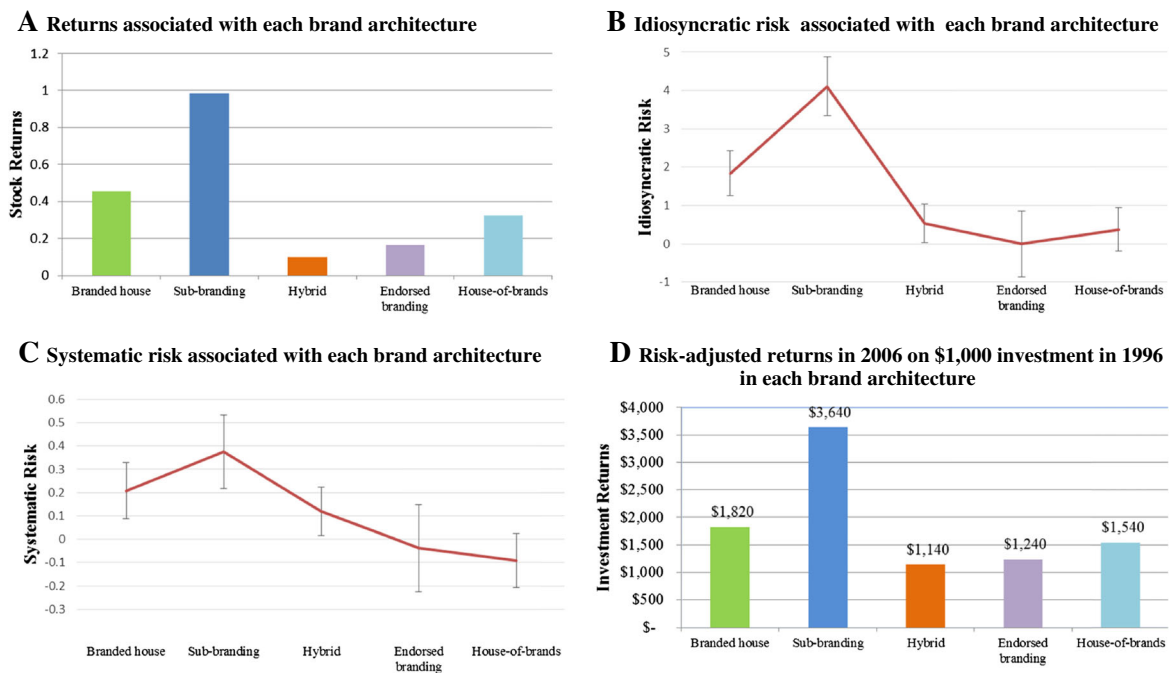 A Returns associated with each brand architecture
Stock Returns
1.2
1
0.8
0.6
0.4
0.2
0
Branded house
Sub-branding
Hybrid
Endorsed
branding
House-of-brands
B Idiosyncratic risk associated with each brand architecture
Idiosyncratic Risk
5
4
3
2
1
0
-1
Branded house
Sub-branding
Hybrid
Endorsed
branding
House-of-brands
C Systematic risk associated with each brand architecture
Systematic Risk
0.6
0.5
0.4
0.3
0.2
0.1
0
-0.1
-0.2
-0.3
Branded house
Sub-branding
Hybrid
Endorsed
branding
House-of-brands
D Risk-adjusted returns in 2006 on $1,000 investment in 1996
in each brand architecture
Investment Returns
$4,000
$3,500
$3,000
$2,500
$2,000
$1,500
$1,000
$500
$-
$1,820
$3,640
$1,140
$1,240
$1,540
Branded house
Sub-branding
Hybrid
Endorsed
branding
House-of-brands